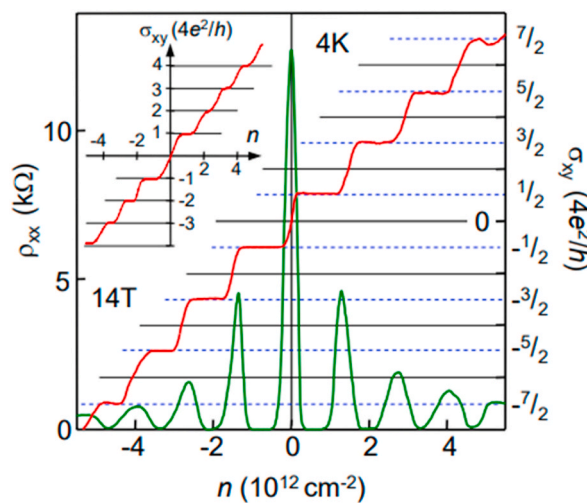 σxy (4e²/h)
4
3
2
1
-4 -2
2 4
n
-1
-2
-3
4K
14T
10
5
0
ρxx (kΩ)
-4 -2 0 2 4
n (10¹² cm⁻²)
7/2
5/2
3/2
1/2
0
-1/2
-3/2
-5/2
-7/2
σxy (4e²/h)